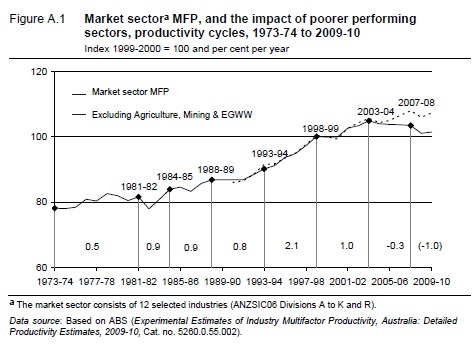 Figure A.1 Market sectorᵃ MFP, and the impact of poorer performing
sectors, productivity cycles, 1973-74 to 2009-10
Index 1999-2000 = 100 and per cent per year
120
Market sector MFP
Excluding Agriculture, Mining & EGWW
2007-08
2003-04
1998-99
100
1993-94
1988-89
1984-85
1981-82
80
0.5 0.9 0.9 0.8 2.1 1.0 -0.3 (-1.0)
60
1973-74 1977-78 1981-82 1985-86 1989-90 1993-94 1997-98 2001-02 2005-06 2009-10
ᵃ The market sector consists of 12 selected industries (ANZSIC06 Divisions A to K and R).
Data source: Based on ABS (Experimental Estimates of Industry Multifactor Productivity, Australia: Detailed
Productivity Estimates, 2009-10, Cat. no. 5260.0.55.002).